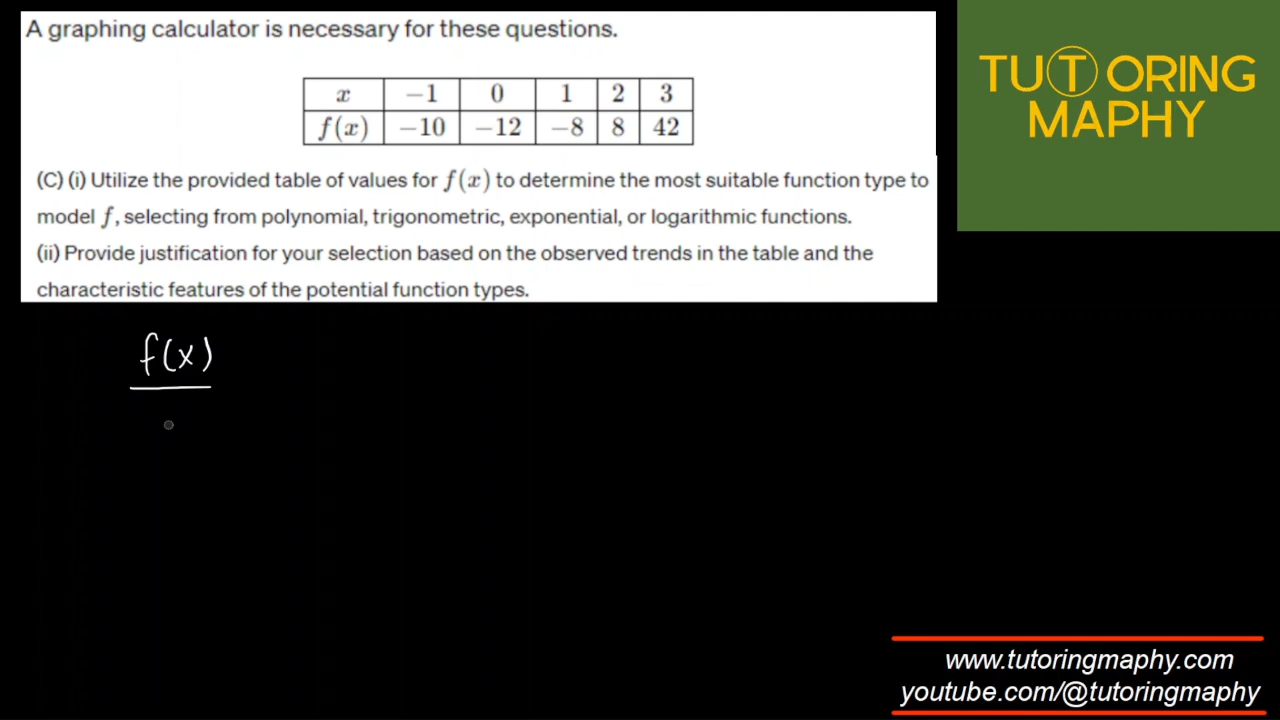 A graphing calculator is necessary for these questions.
x −1 0 1 2 3
f(x) −10 −12 −8 8 42
(C) (i) Utilize the provided table of values for f(x) to determine the most suitable function type to
model f, selecting from polynomial, trigonometric, exponential, or logarithmic functions.
(ii) Provide justification for your selection based on the observed trends in the table and the
characteristic features of the potential function types.
f(x)
TUTORING
MAPHY
www.tutoringmaphy.com
youtube.com/@tutoringmaphy